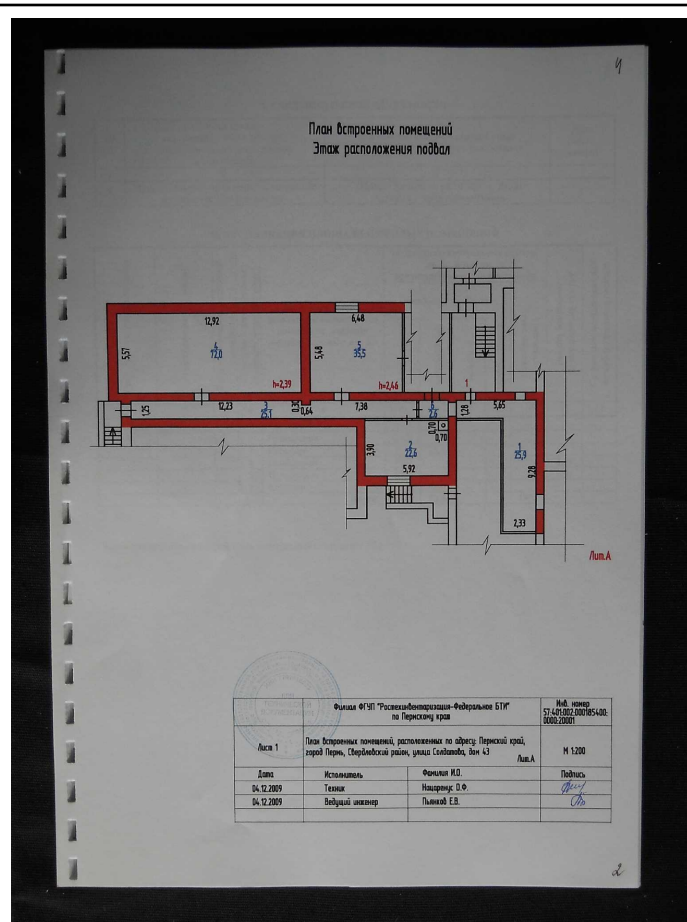 4
План встроенных помещений
Этаж расположения подвал
12,92
6,48
5,57
4
72,0
5,48
5
35,5
h=2,39
h=2,46
1
1,25
12,23
3
25,1
0,30
0,64
7,38
2,6
1,28
5,65
0,70
0,70
3,90
2
22,6
5,92
1
25,9
9,28
2,33
Лит.А
Филиал ФГУП "Ростехинвентаризация-Федеральное БТИ"
по Пермскому краю
Инв. номер
57:401:002:000185400:
0000:20001
Лист 1
План встроенных помещений, расположенных по адресу: Пермский край,
город Пермь, Свердловский район, улица Солдатова, дом 43
Лит.А
М 1:200
Дата
Исполнитель
Фамилия И.О.
Подпись
04.12.2009
Техник
Нацаренус О.Ф.
04.12.2009
Ведущий инженер
Пьянков Е.В.
2